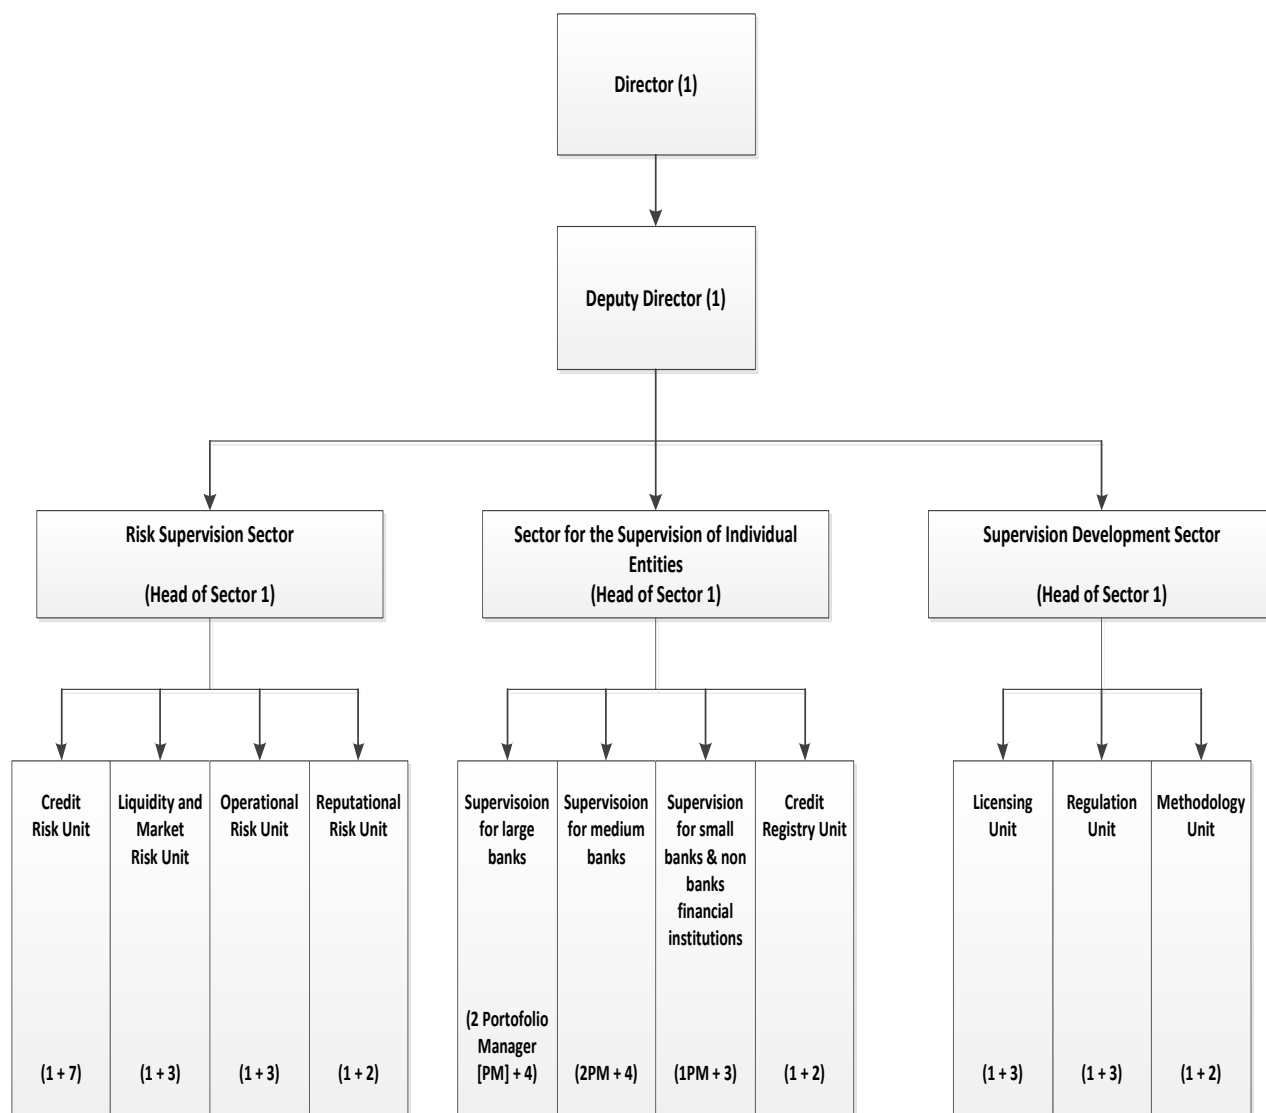 Director (1)
Deputy Director (1)
Risk Supervision Sector
(Head of Sector 1)
Sector for the Supervision of Individual
Entities
(Head of Sector 1)
Supervision Development Sector
(Head of Sector 1)
Credit
Risk Unit
(1 + 7)
Liquidity and
Market
Risk Unit
(1 + 3)
Operational
Risk Unit
(1 + 3)
Reputational
Risk Unit
(1 + 2)
Supervisoion
for large
banks
(2 Portofolio
Manager
[PM] + 4)
Supervisoion
for medium
banks
(2PM + 4)
Supervision
for small
banks & non
banks
financial
institutions
(1PM + 3)
Credit
Registry Unit
(1 + 2)
Licensing
Unit
(1 + 3)
Regulation
Unit
(1 + 3)
Methodology
Unit
(1 + 2)